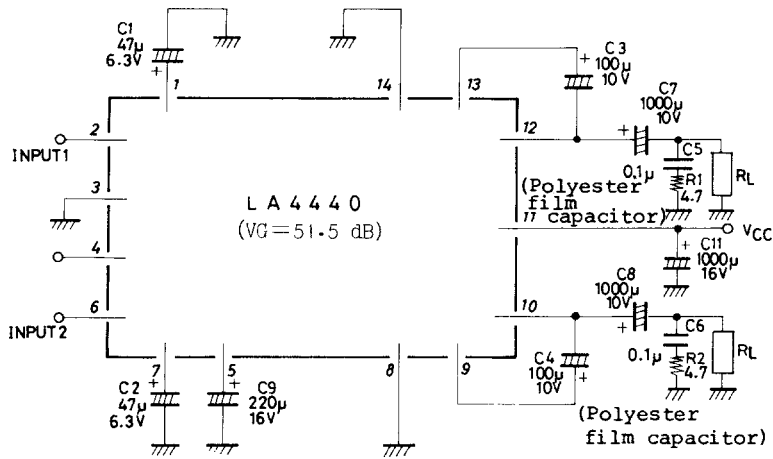 C1
47µ
6.3V
+
1
14
13
+
C3
100µ
10V
C7
1000µ
10V
+
2
INPUT1
12
C5
0.1µ
R1
4.7
RL
3
LA4440
(VG=51.5 dB)
(Polyester
film
capacitor)
11
VCC
4
+
C11
1000µ
16V
C8
1000µ
10V
+
6
INPUT2
10
C6
0.1µ
R2
4.7
RL
7
5
8
9
C2
47µ
6.3V
+
+
C9
220µ
16V
C4
100µ
10V
+
(Polyester
film capacitor)